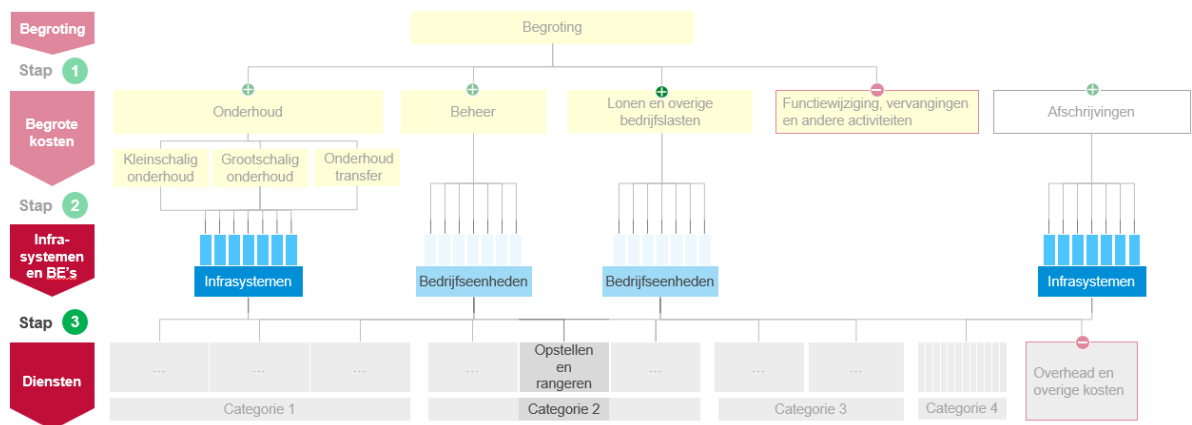 Begroting
Begroting
Stap 1
+
+
+
−
+
Begrote
kosten
Onderhoud
Beheer
Lonen en overige
bedrijfslasten
Functiewijziging, vervangingen
en andere activiteiten
Afschrijvingen
Kleinschalig
onderhoud
Grootschalig
onderhoud
Onderhoud
transfer
Stap 2
Infra-
systemen
en BE's
Infrasystemen
Bedrijfseenheden
Bedrijfseenheden
Infrasystemen
Stap 3
−
Diensten
...
...
...
...
Opstellen
en
rangeren
...
...
...
Overhead en
overige kosten
Categorie 1
Categorie 2
Categorie 3
Categorie 4